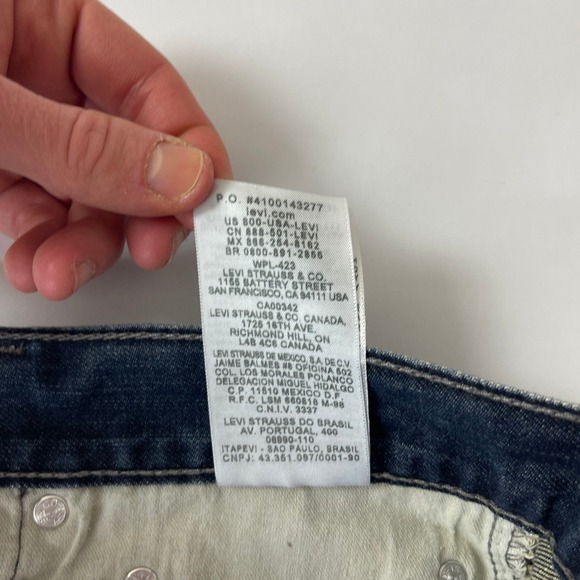 P.O. #4100143277
levi.com
US 800-USA-LEVI
CN 888-501-LEVI
MX 866-254-8162
BR 0800-891-2855
WPL-423
LEVI STRAUSS & CO.
1155 BATTERY STREET
SAN FRANCISCO, CA 94111 USA
CA00342
LEVI STRAUSS & CO. CANADA,
1725 16TH AVE.
RICHMOND HILL, ON
L4B 4C6 CANADA
LEVI STRAUSS DE MEXICO, S.A. DE C.V.
JAIME BALMES #8 OFICINA 502
COL. LOS MORALES POLANCO
DELEGACION MIGUEL HIDALGO
C.P. 11510 MEXICO D.F.
R.F.C. LSM 650818 M-98
C.N.I.V. 3337
LEVI STRAUSS DO BRASIL
AV. PORTUGAL, 400
06690-110
ITAPEVI - SAO PAULO, BRASIL
CNPJ: 43.351.097/0001-90